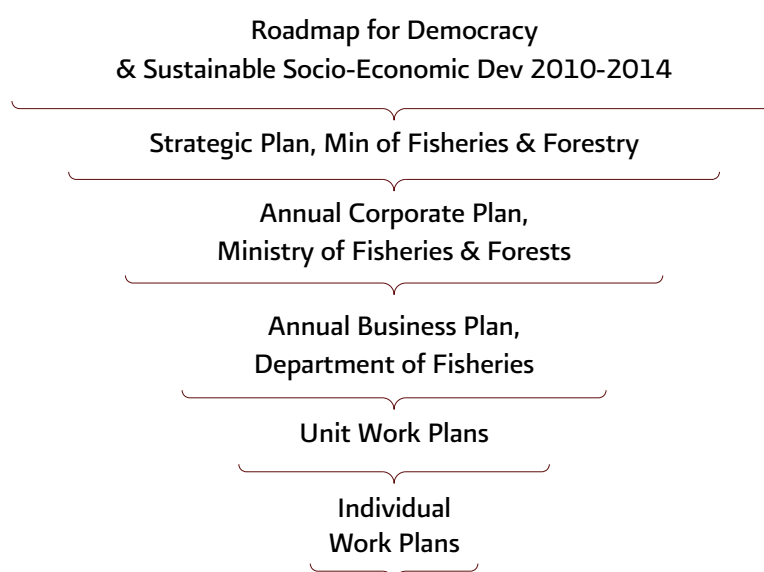 Roadmap for Democracy
& Sustainable Socio-Economic Dev 2010-2014
Strategic Plan, Min of Fisheries & Forestry
Annual Corporate Plan,
Ministry of Fisheries & Forests
Annual Business Plan,
Department of Fisheries
Unit Work Plans
Individual
Work Plans